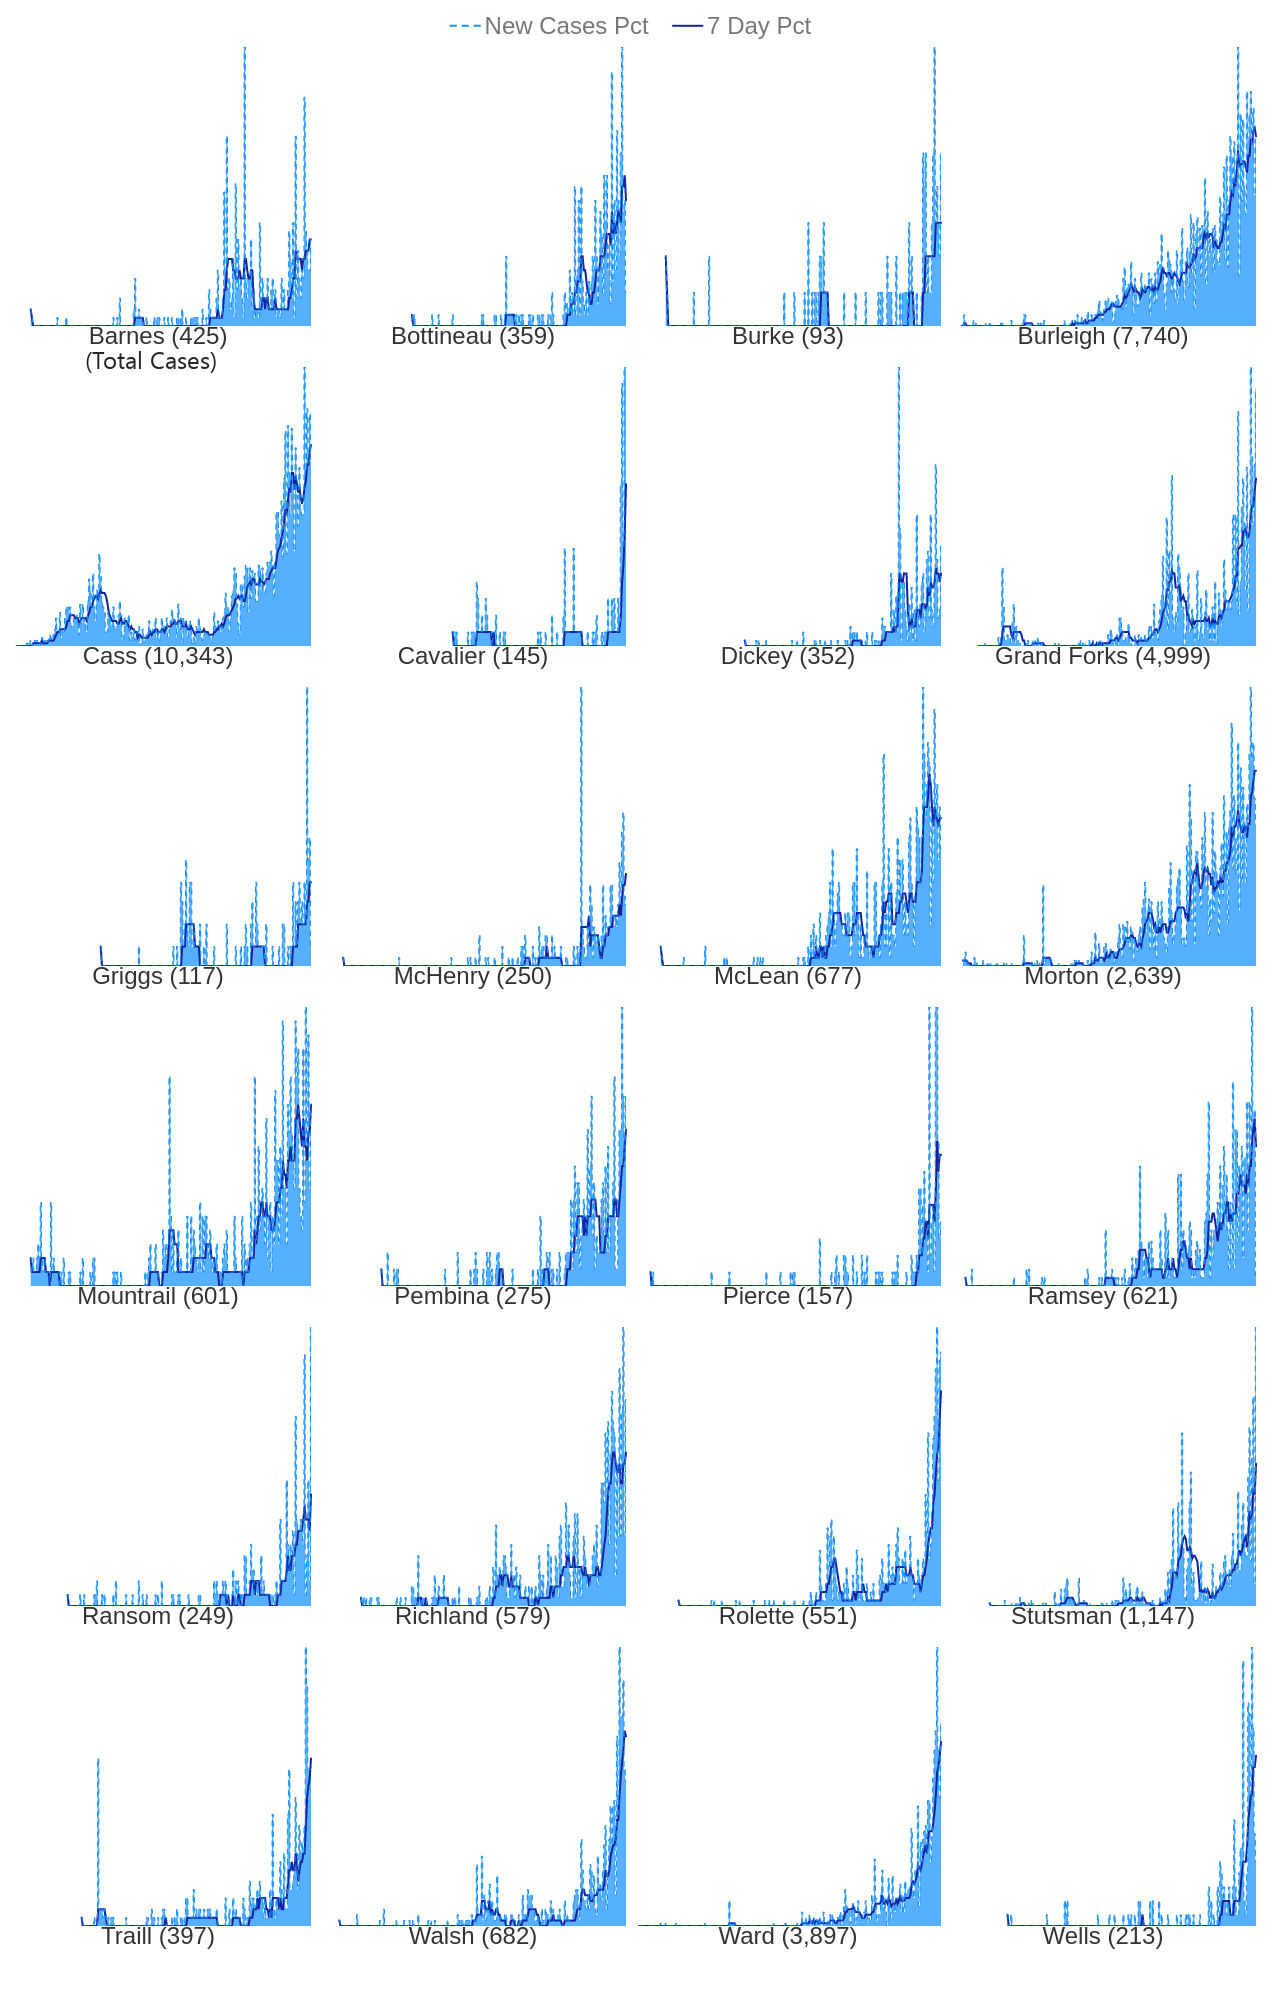 New Cases Pct 7 Day Pct
Barnes (425) Bottineau (359) Burke (93) Burleigh (7,740)
(Total Cases)
Cass (10,343) Cavalier (145) Dickey (352) Grand Forks (4,999)
Griggs (117) McHenry (250) McLean (677) Morton (2,639)
Mountrail (601) Pembina (275) Pierce (157) Ramsey (621)
Ransom (249) Richland (579) Rolette (551) Stutsman (1,147)
Traill (397) Walsh (682) Ward (3,897) Wells (213)